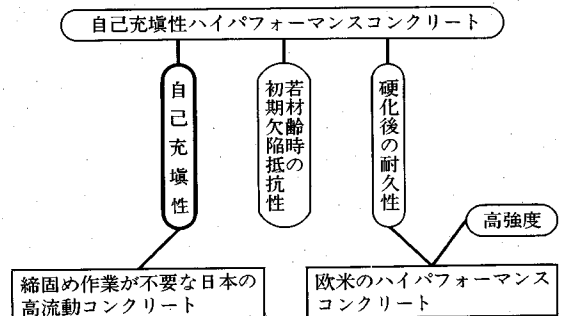 自己充塡性ハイパフォーマンスコンクリート
自己充塡性
若材齢時の
初期欠陥抵抗性
硬化後の耐久性
高強度
締固め作業が不要な日本の
高流動コンクリート
欧米のハイパフォーマンス
コンクリート